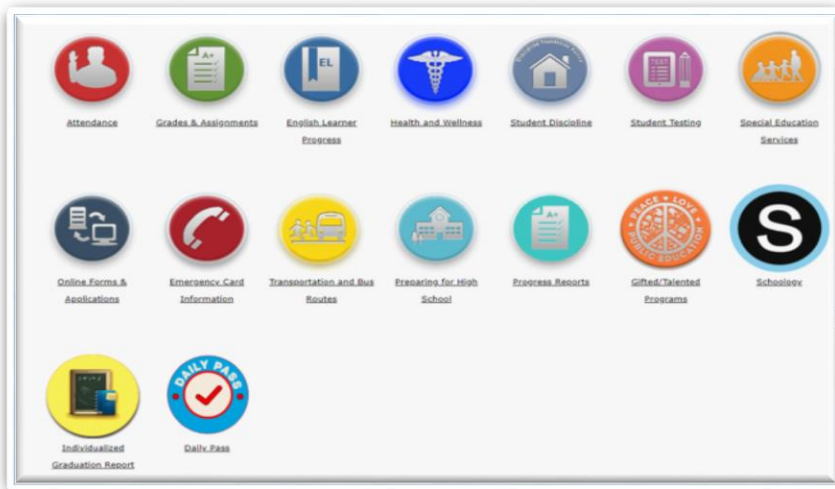 A+
EL
TEST
Attendance
Grades & Assignments
English Learner
Progress
Health and Wellness
Student Discipline
Student Testing
Special Education
Services
A+
PEACE • LOVE
PUBLIC EDUCATION
S
Online Forms &
Applications
Emergency Card
Information
Transportation and Bus
Routes
Preparing for High
School
Progress Reports
Gifted/Talented
Programs
Schoology
DAILY PASS
Individualized
Graduation Report
Daily Pass